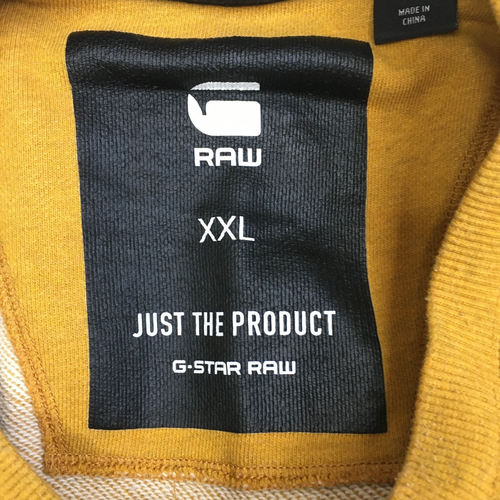 MADE IN
CHINA
RAW
XXL
JUST THE PRODUCT
G-STAR RAW